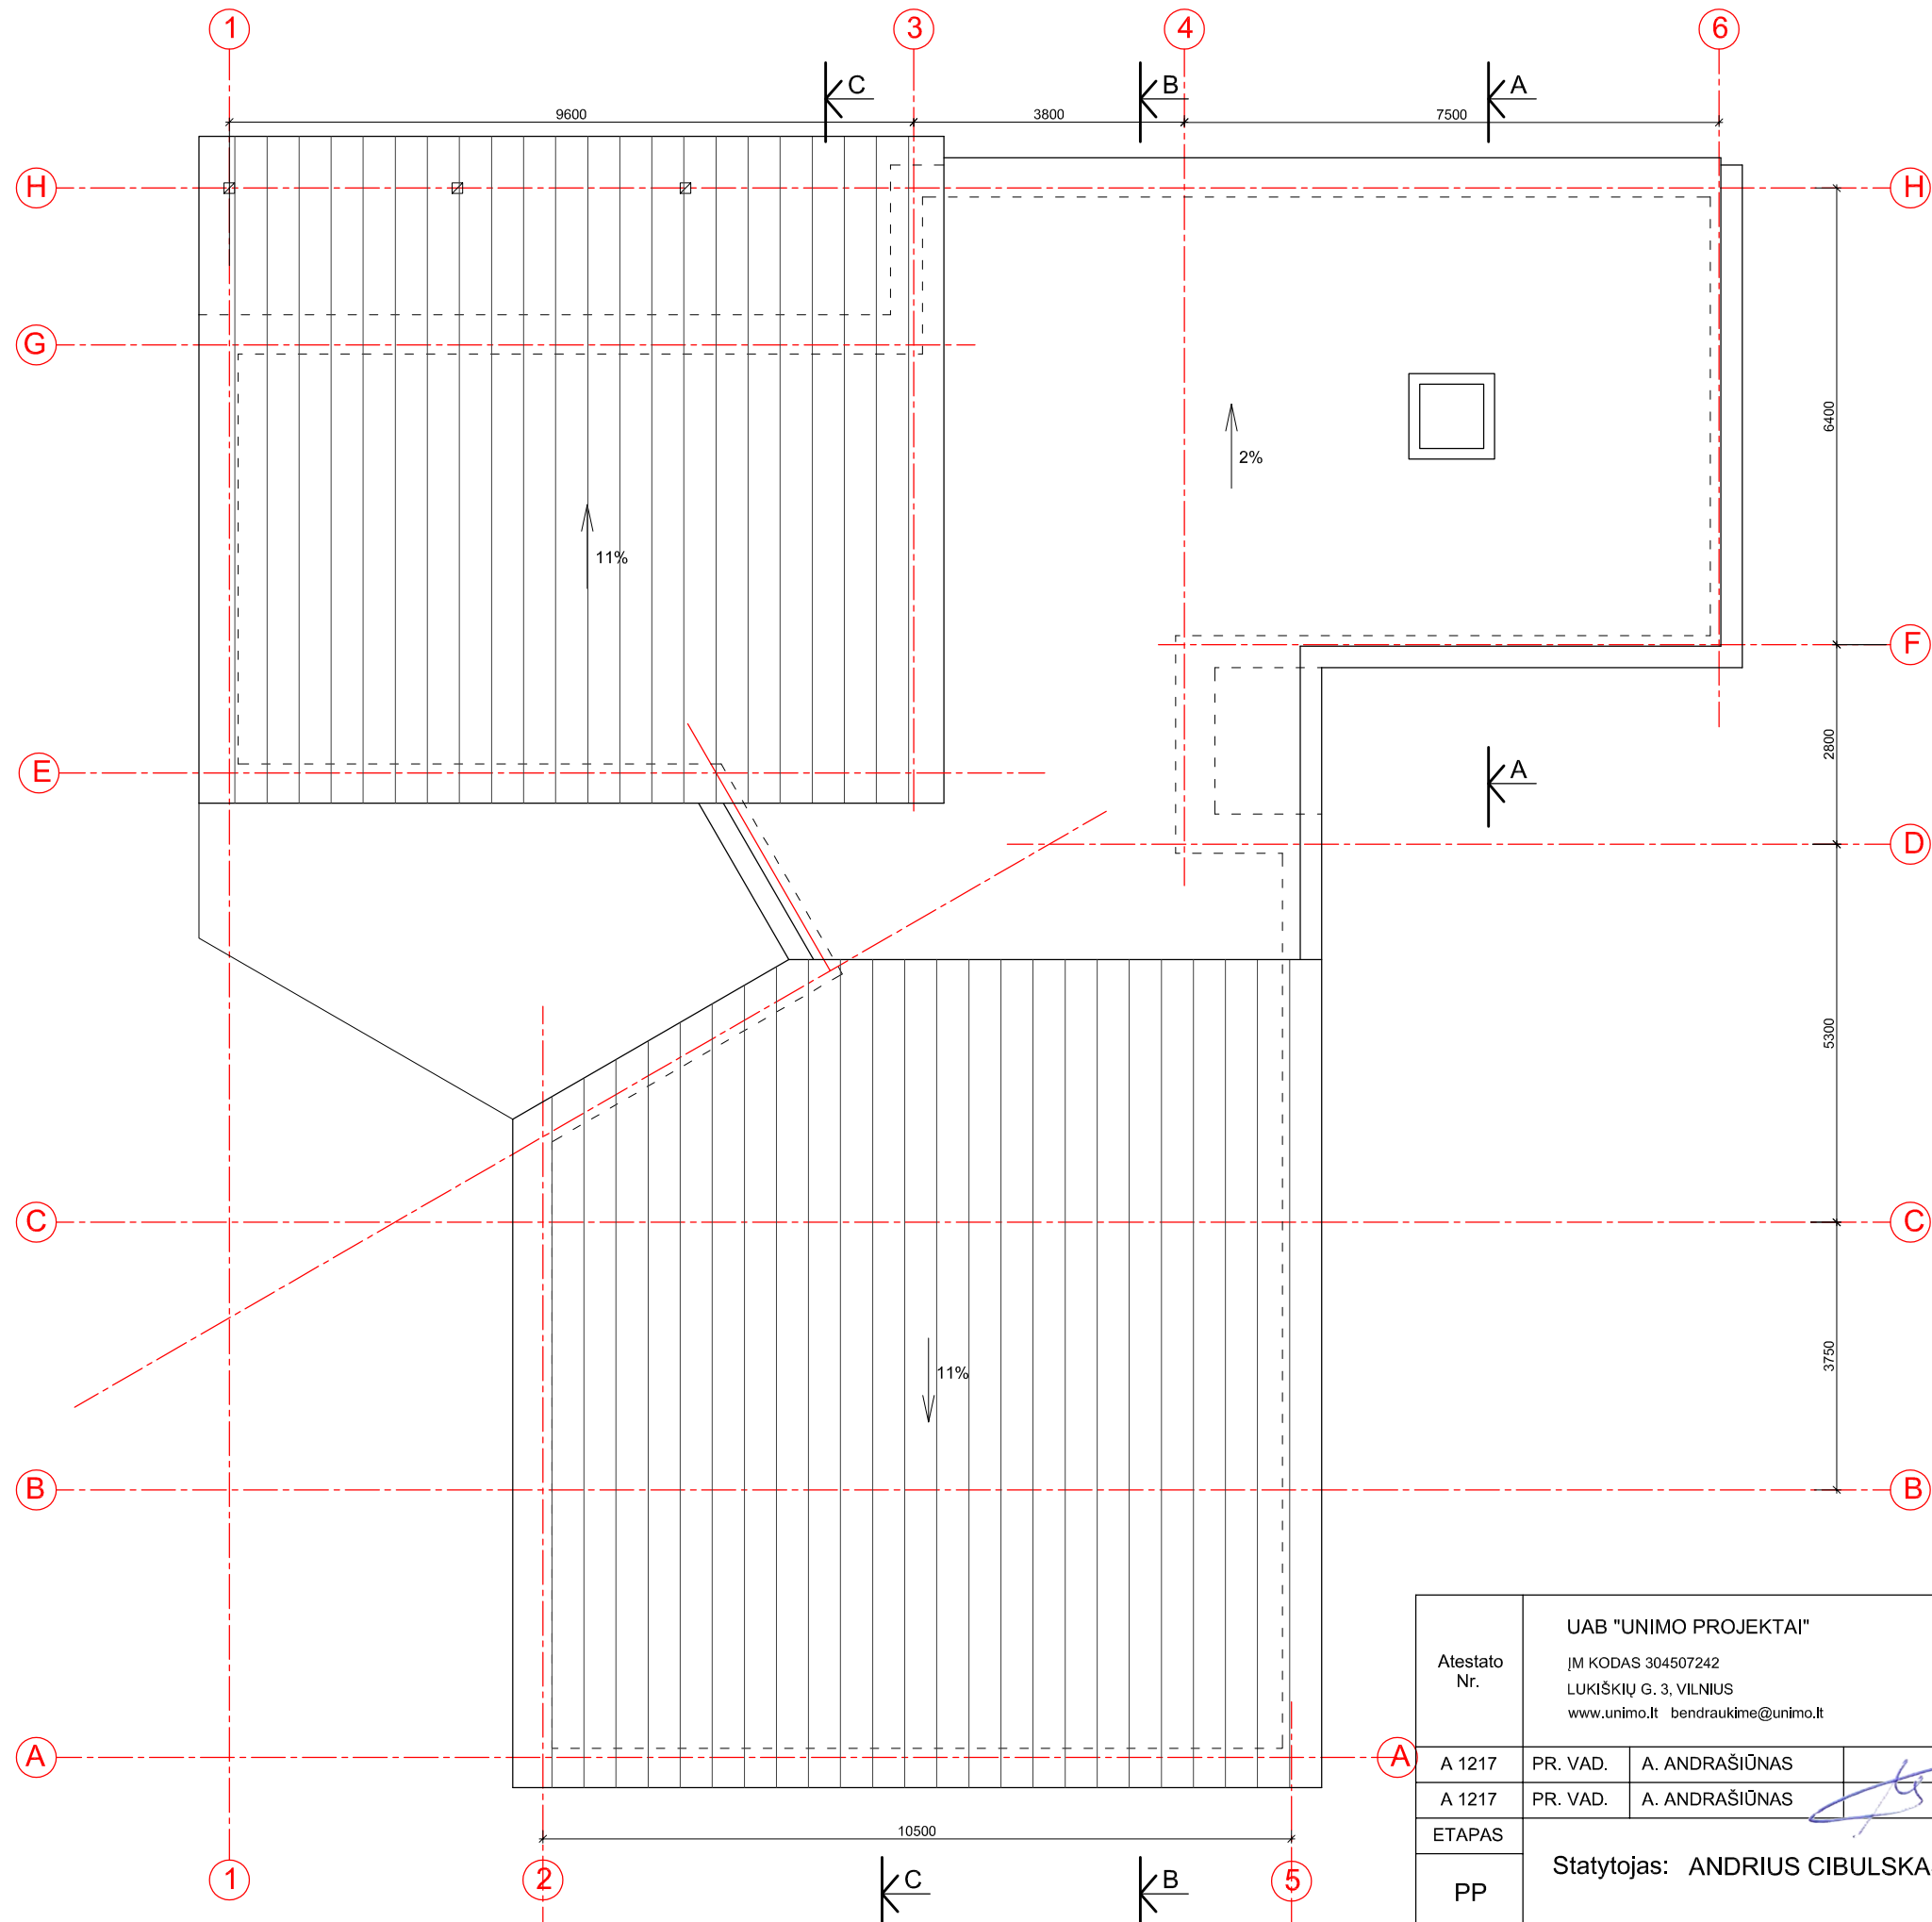 1
3
4
6
C
B
A
9600
3800
7500
H
H
G
6400
2%
11%
F
E
2800
A
D
5300
C
C
11%
3750
B
B
A
A
10500
1
2
5
C
B
Atestato
Nr.
UAB "UNIMO PROJEKTAI"
ĮM KODAS 304507242
LUKIŠKIŲ G. 3, VILNIUS
www.unimo.lt bendraukime@unimo.lt
A 1217 PR. VAD. A. ANDRAŠIŪNAS
A 1217 PR. VAD. A. ANDRAŠIŪNAS
ETAPAS
PP
Statytojas: ANDRIUS CIBULSKA